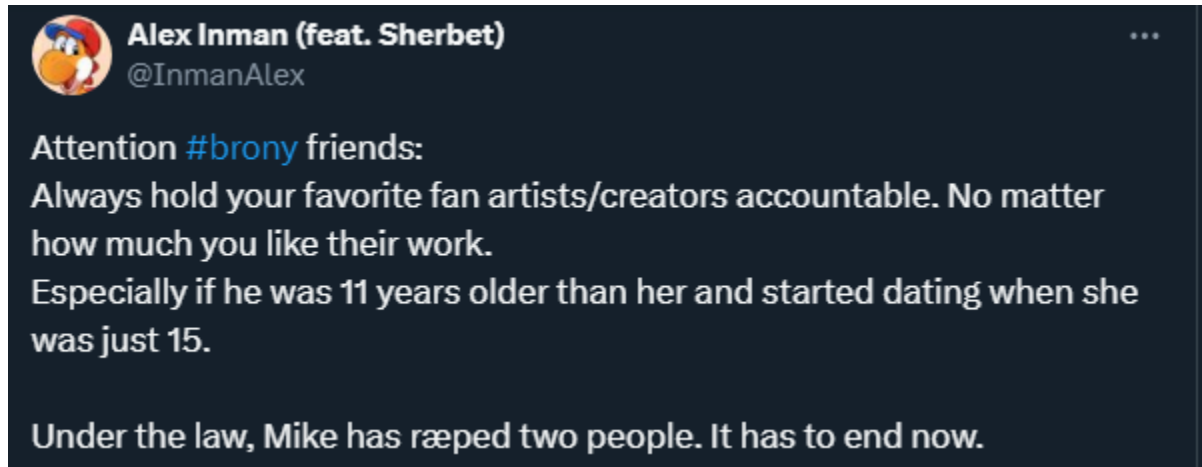 Alex Inman (feat. Sherbet)
@InmanAlex
Attention #brony friends:
Always hold your favorite fan artists/creators accountable. No matter
how much you like their work.
Especially if he was 11 years older than her and started dating when she
was just 15.
Under the law, Mike has ræped two people. It has to end now.